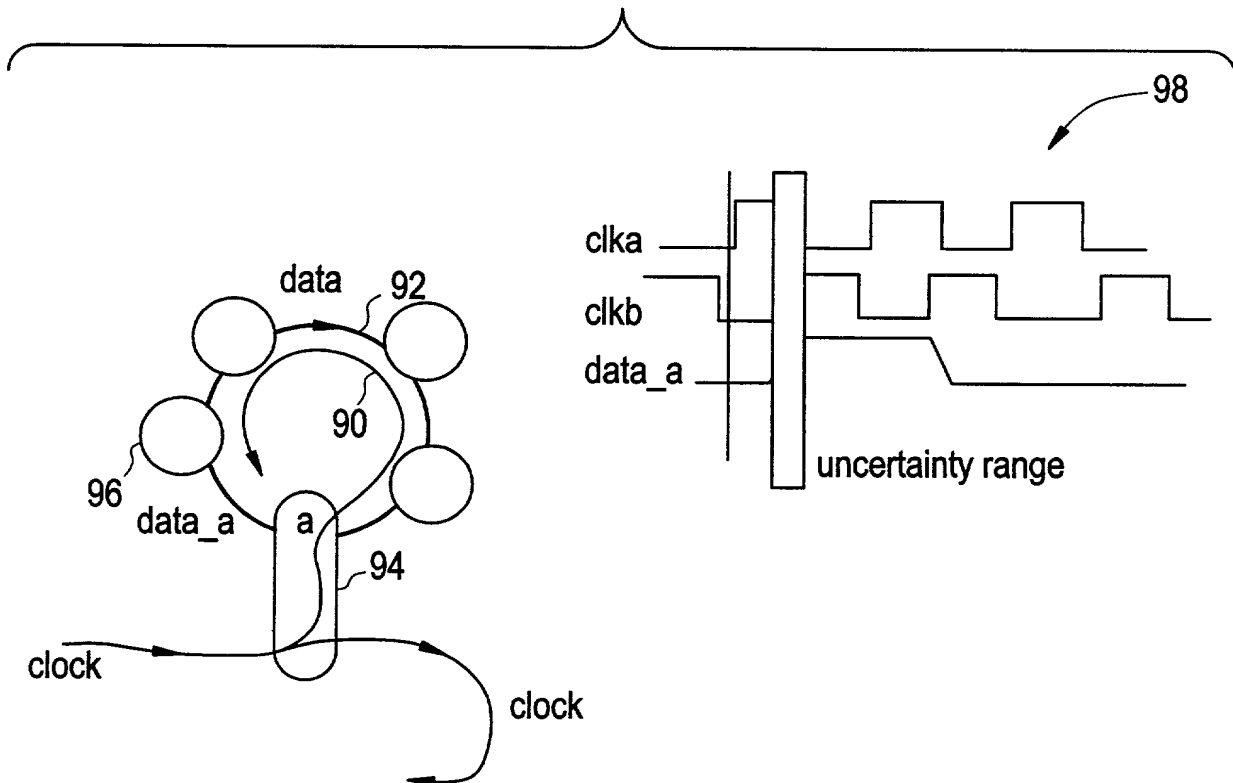 98
clka
clkb
data_a
uncertainty range
data
92
90
96
data_a
a
94
clock
clock